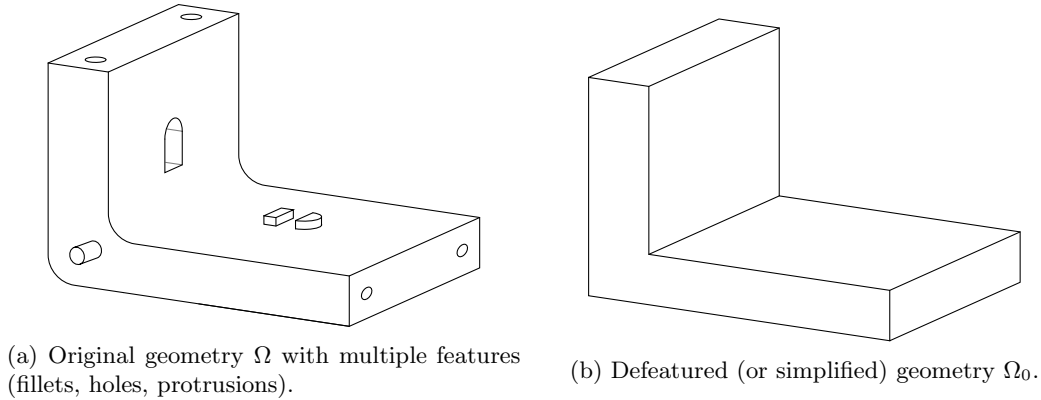 (a) Original geometry Ω with multiple features
(fillets, holes, protrusions).
(b) Defeatured (or simplified) geometry Ω₀.